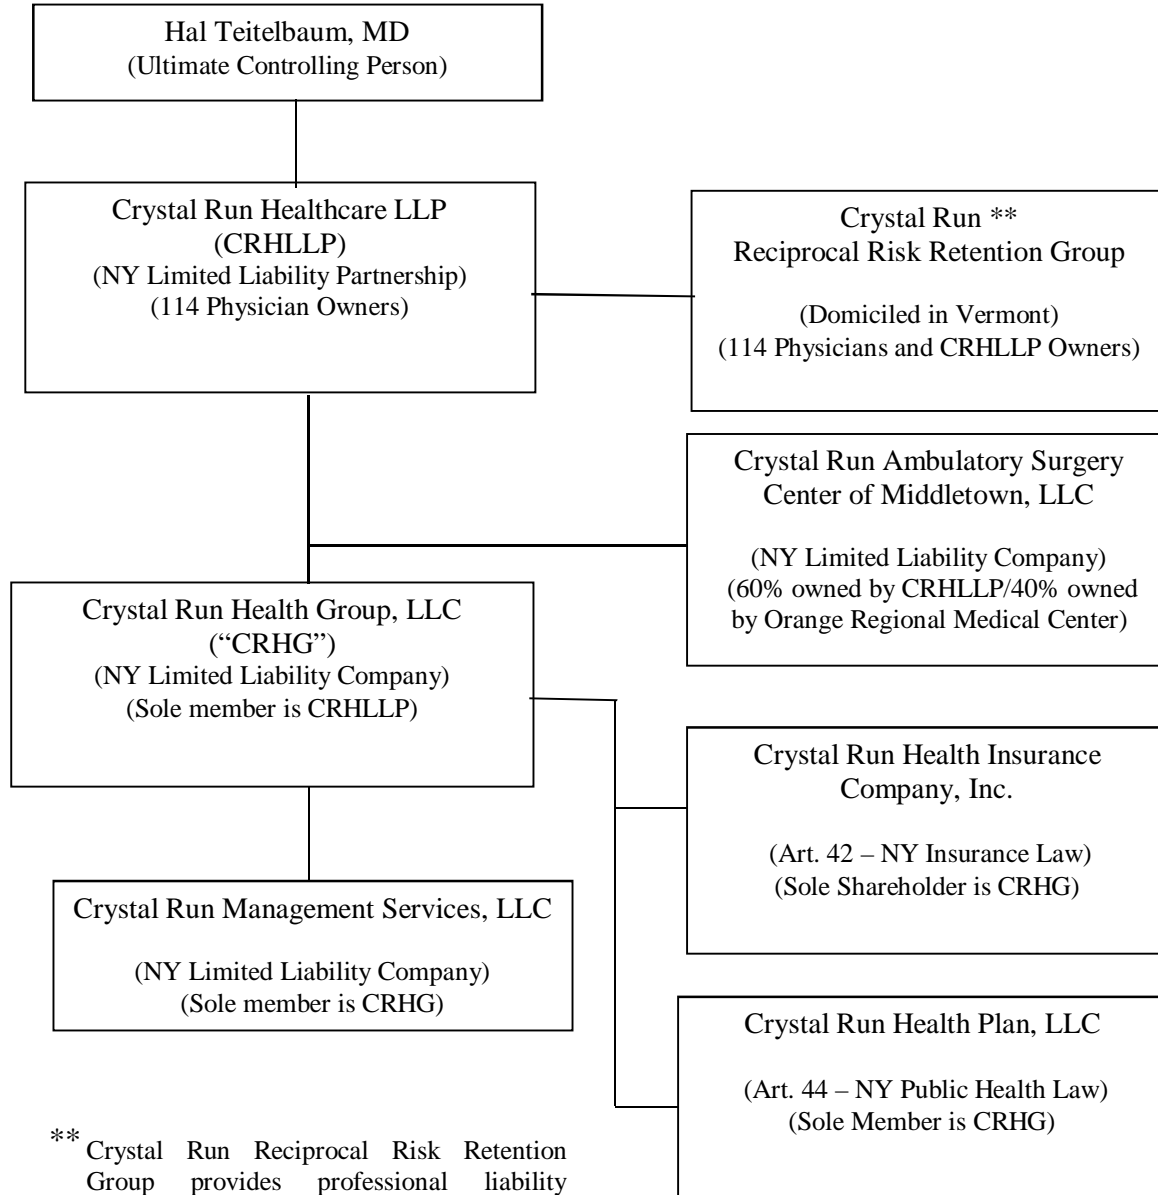 Hal Teitelbaum, MD
(Ultimate Controlling Person)
Crystal Run Healthcare LLP
(CRHLLP)
(NY Limited Liability Partnership)
(114 Physician Owners)
Crystal Run **
Reciprocal Risk Retention Group
(Domiciled in Vermont)
(114 Physicians and CRHLLP Owners)
Crystal Run Ambulatory Surgery
Center of Middletown, LLC
(NY Limited Liability Company)
(60% owned by CRHLLP/40% owned
by Orange Regional Medical Center)
Crystal Run Health Group, LLC
(“CRHG”)
(NY Limited Liability Company)
(Sole member is CRHLLP)
Crystal Run Health Insurance
Company, Inc.
(Art. 42 – NY Insurance Law)
(Sole Shareholder is CRHG)
Crystal Run Management Services, LLC
(NY Limited Liability Company)
(Sole member is CRHG)
Crystal Run Health Plan, LLC
(Art. 44 – NY Public Health Law)
(Sole Member is CRHG)
** Crystal Run Reciprocal Risk Retention
Group provides professional liability